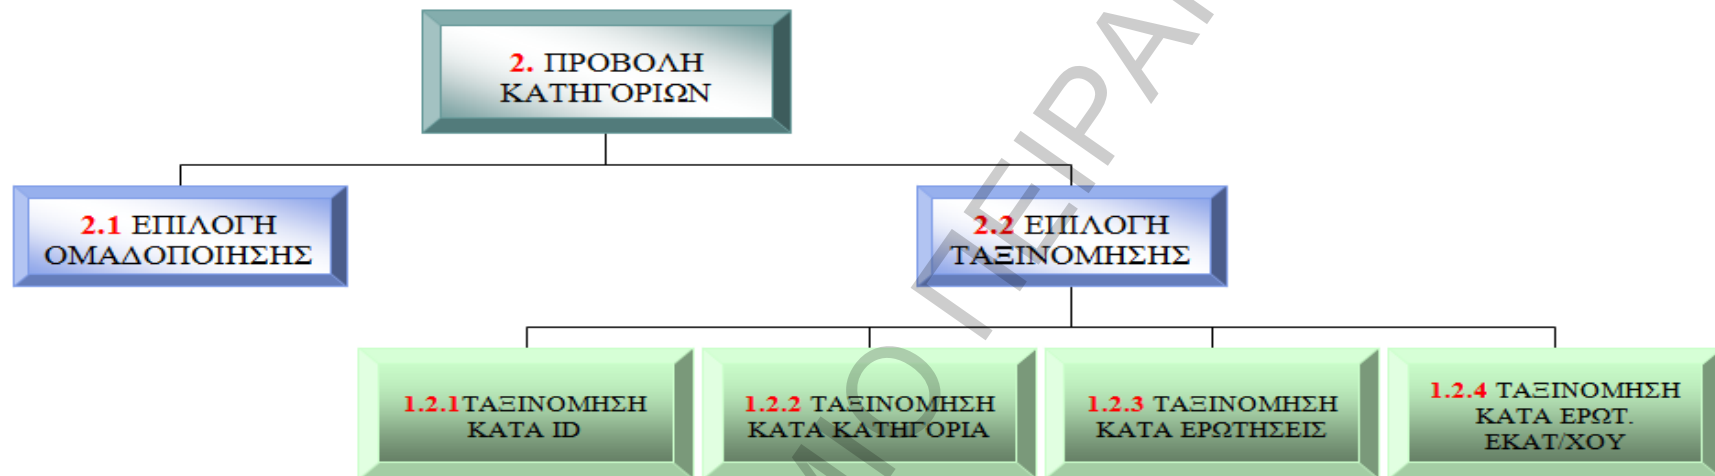 2. ΠΡΟΒΟΛΗ
ΚΑΤΗΓΟΡΙΩΝ
2.1 ΕΠΙΛΟΓΗ
ΟΜΑΔΟΠΟΙΗΣΗΣ
2.2 ΕΠΙΛΟΓΗ
ΤΑΞΙΝΟΜΗΣΗΣ
1.2.1ΤΑΞΙΝΟΜΗΣΗ
ΚΑΤΑ ID
1.2.2 ΤΑΞΙΝΟΜΗΣΗ
ΚΑΤΑ ΚΑΤΗΓΟΡΙΑ
1.2.3 ΤΑΞΙΝΟΜΗΣΗ
ΚΑΤΑ ΕΡΩΤΗΣΕΙΣ
1.2.4 ΤΑΞΙΝΟΜΗΣΗ
ΚΑΤΑ ΕΡΩΤ.
ΕΚΑΤ/ΧΟΥ